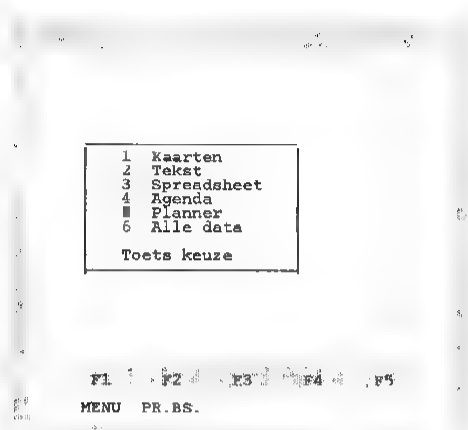 1 Kaarten
2 Tekst
3 Spreadsheet
4 Agenda
█ Planner
6 Alle data
Toets keuze
F1 F2 F3 F4 F5
MENU PR.BS.